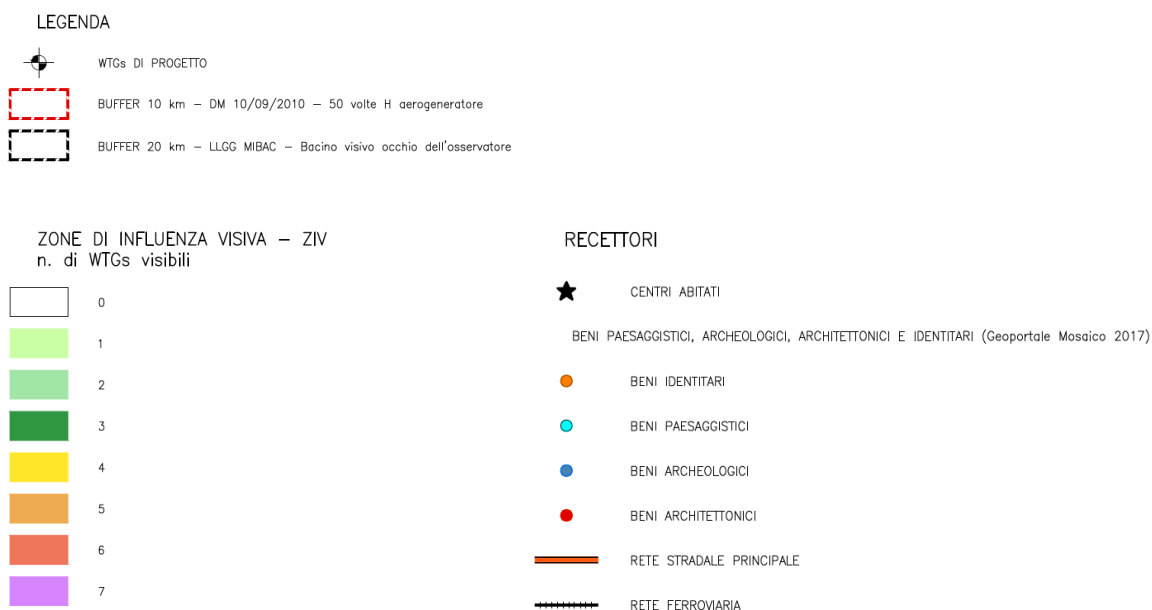 LEGENDA
WTGs DI PROGETTO
BUFFER 10 km – DM 10/09/2010 – 50 volte H aerogeneratore
BUFFER 20 km – LLGG MIBAC – Bacino visivo occhio dell'osservatore
ZONE DI INFLUENZA VISIVA – ZIV
n. di WTGs visibili
0
1
2
3
4
5
6
7
RECETTORI
CENTRI ABITATI
BENI PAESAGGISTICI, ARCHEOLOGICI, ARCHITETTONICI E IDENTITARI (Geoportale Mosaico 2017)
BENI IDENTITARI
BENI PAESAGGISTICI
BENI ARCHEOLOGICI
BENI ARCHITETTONICI
RETE STRADALE PRINCIPALE
RETE FERROVIARIA